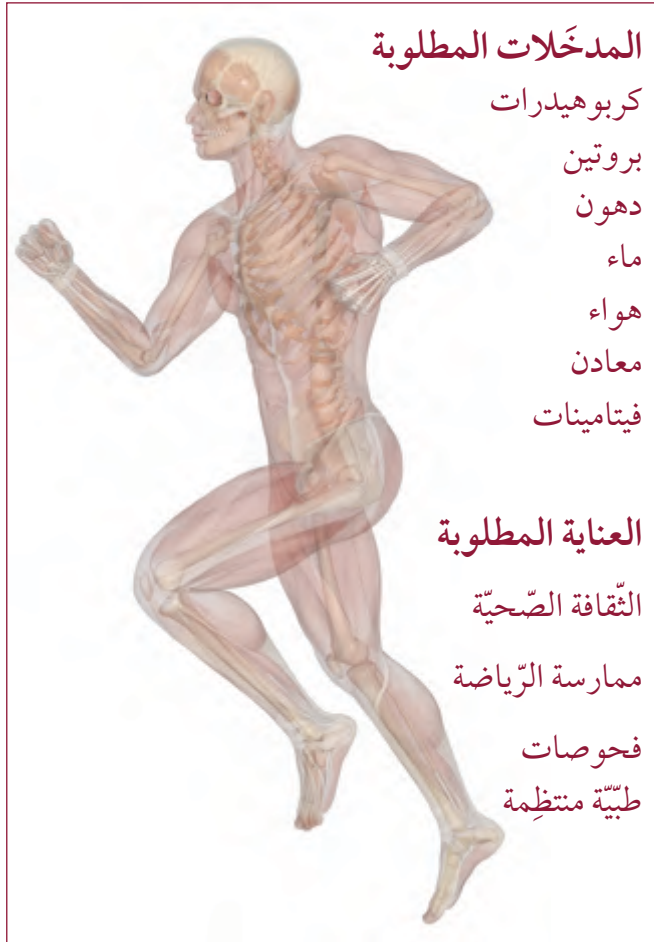 المدخَلات المطلوبة
كربوهيدرات
بروتين
دهون
ماء
هواء
معادن
فيتامينات
العناية المطلوبة
الثّقافة الصّحيّة
ممارسة الرّياضة
فحوصات
طبّيّة منتظِمة